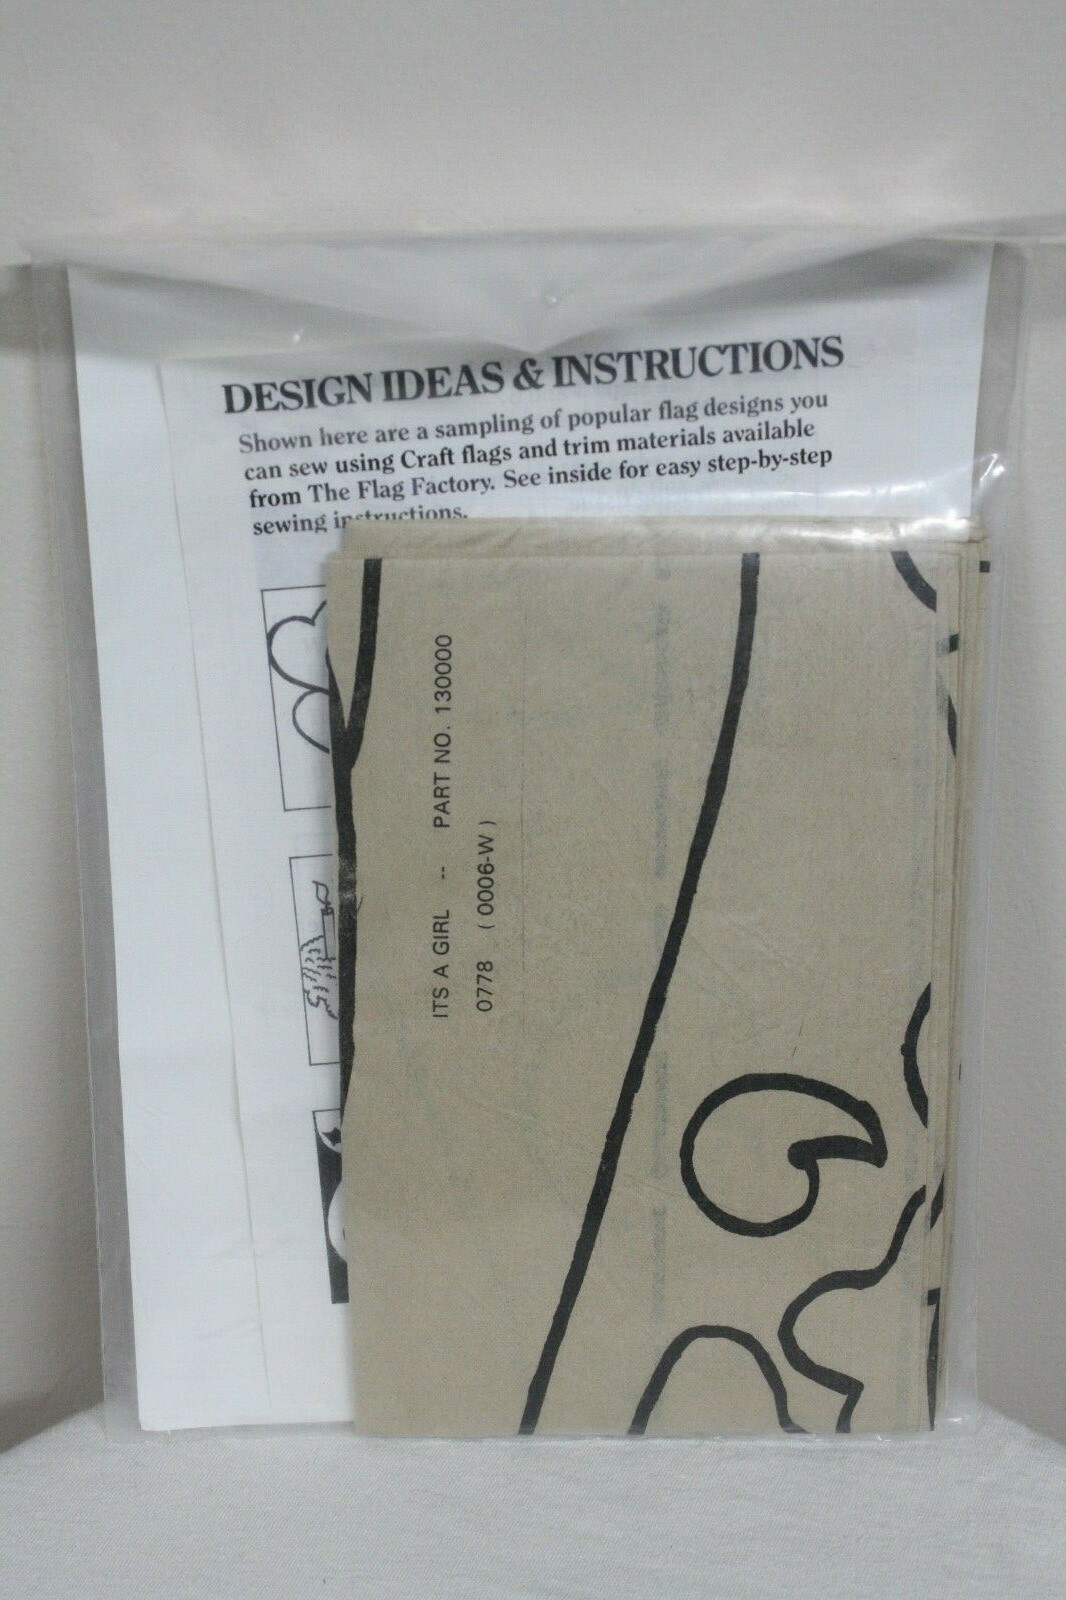 DESIGN IDEAS & INSTRUCTIONS
Shown here are a sampling of popular flag designs you
can sew using Craft flags and trim materials available
from The Flag Factory. See inside for easy step-by-step
sewing instructions.
ITS A GIRL -- PART NO. 130000
0778 ( 0006-W )